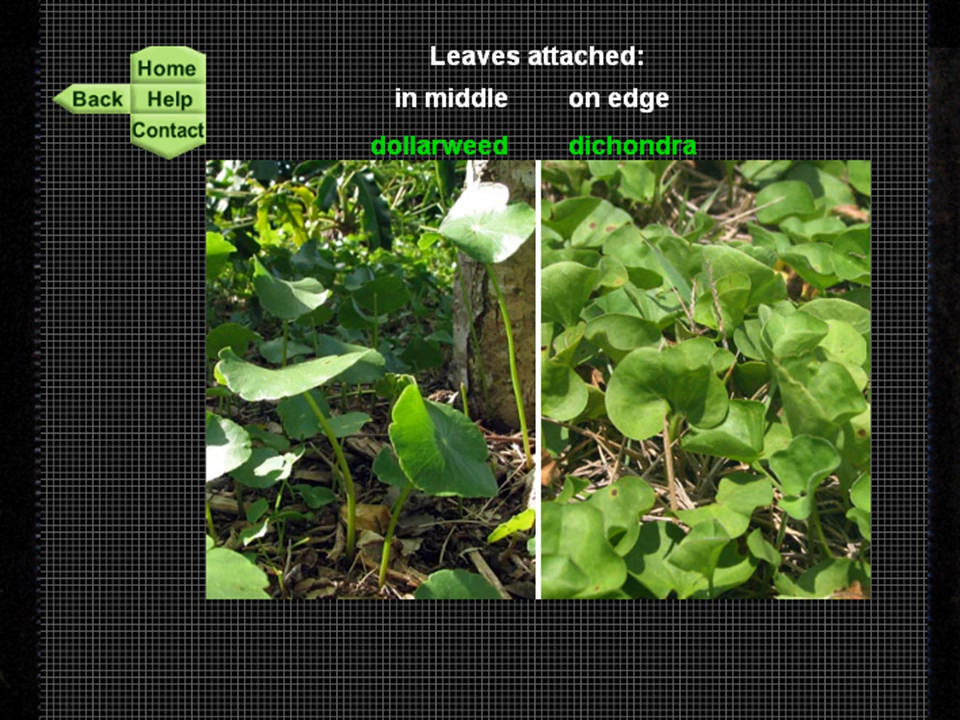 Leaves attached:
Home
in middle on edge
Back Help
Contact
dollarweed dichondra